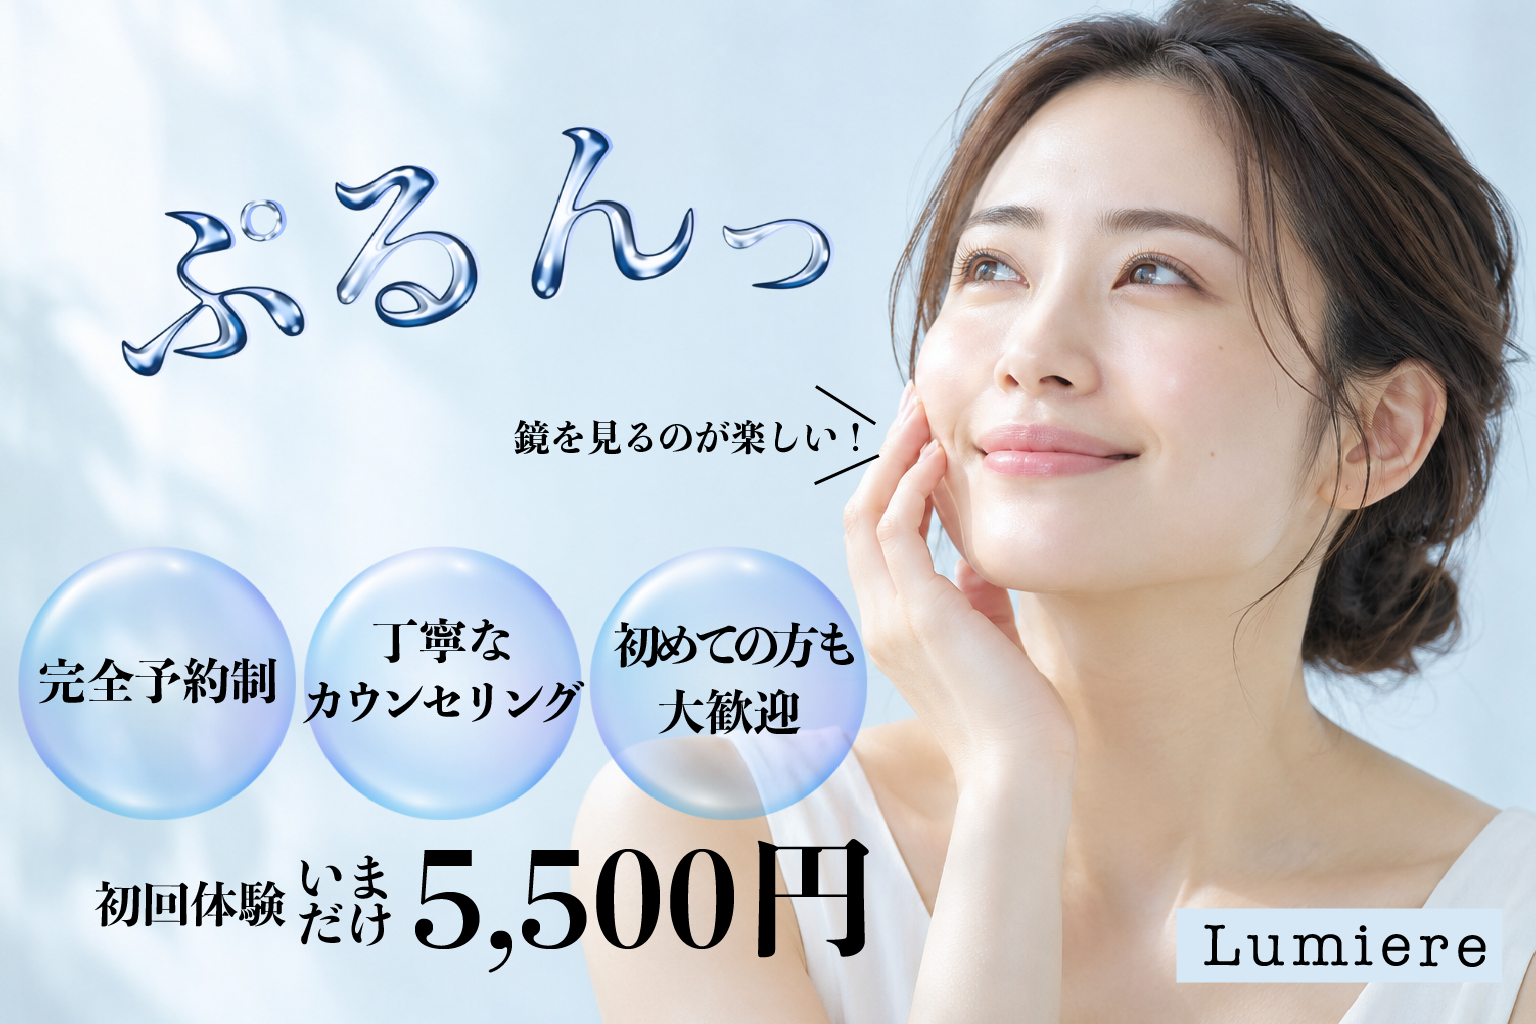 ぷるんっ
鏡を見るのが楽しい！
完全予約制
丁寧な
カウンセリング
初めての方も
大歓迎
初回体験
いま
だけ
5,500円
Lumiere